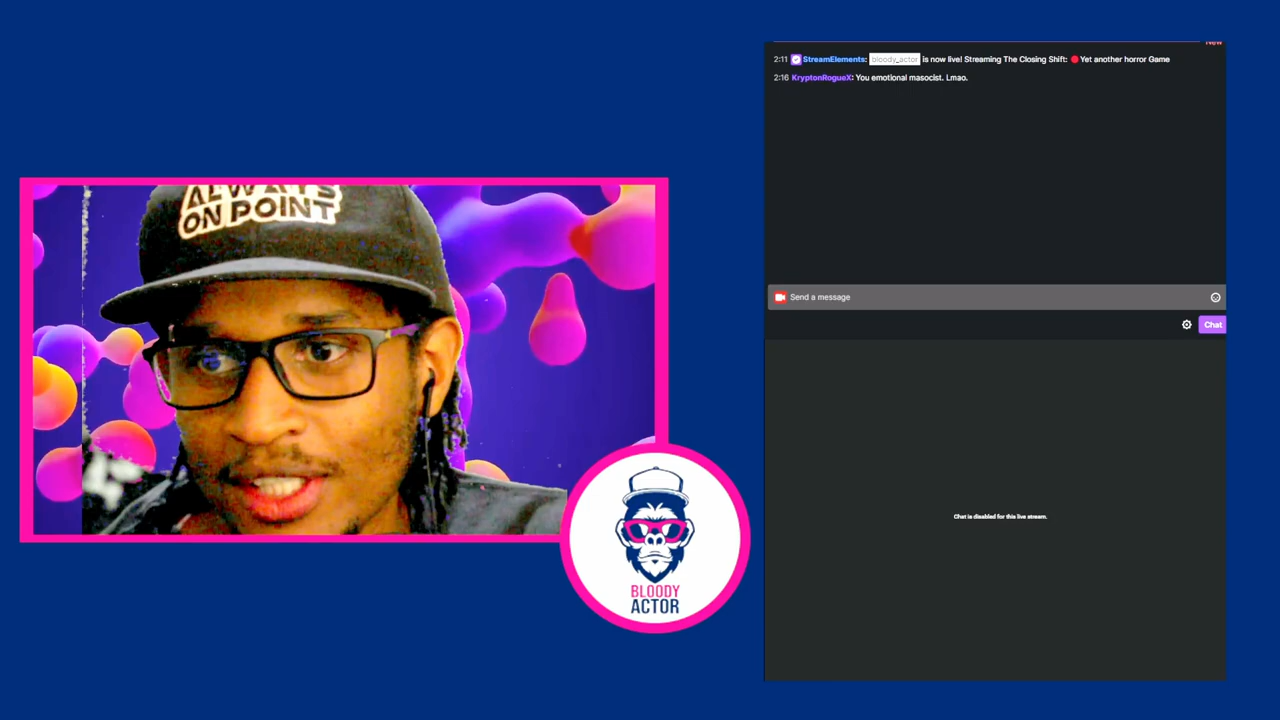 ALWAYS
ON POINT
BLOODY
ACTOR
New
2:11 StreamElements: bloody_actor is now live! Streaming The Closing Shift: 🔴 Yet another horror Game
2:16 KryptonRogueX: You emotional masocist. Lmao.
Send a message
Chat
Chat is disabled for this live stream.